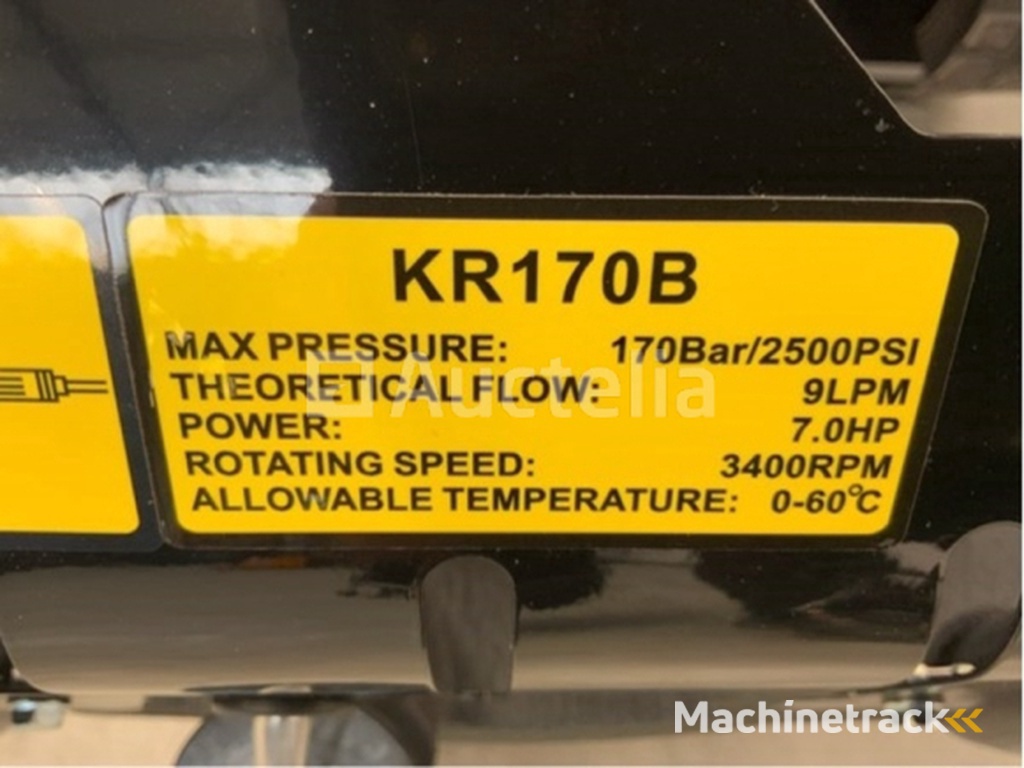 KR170B
MAX PRESSURE: 170Bar/2500PSI
THEORETICAL FLOW: 9LPM
POWER: 7.0HP
ROTATING SPEED: 3400RPM
ALLOWABLE TEMPERATURE: 0-60°C
Auctelia
Machinetrack